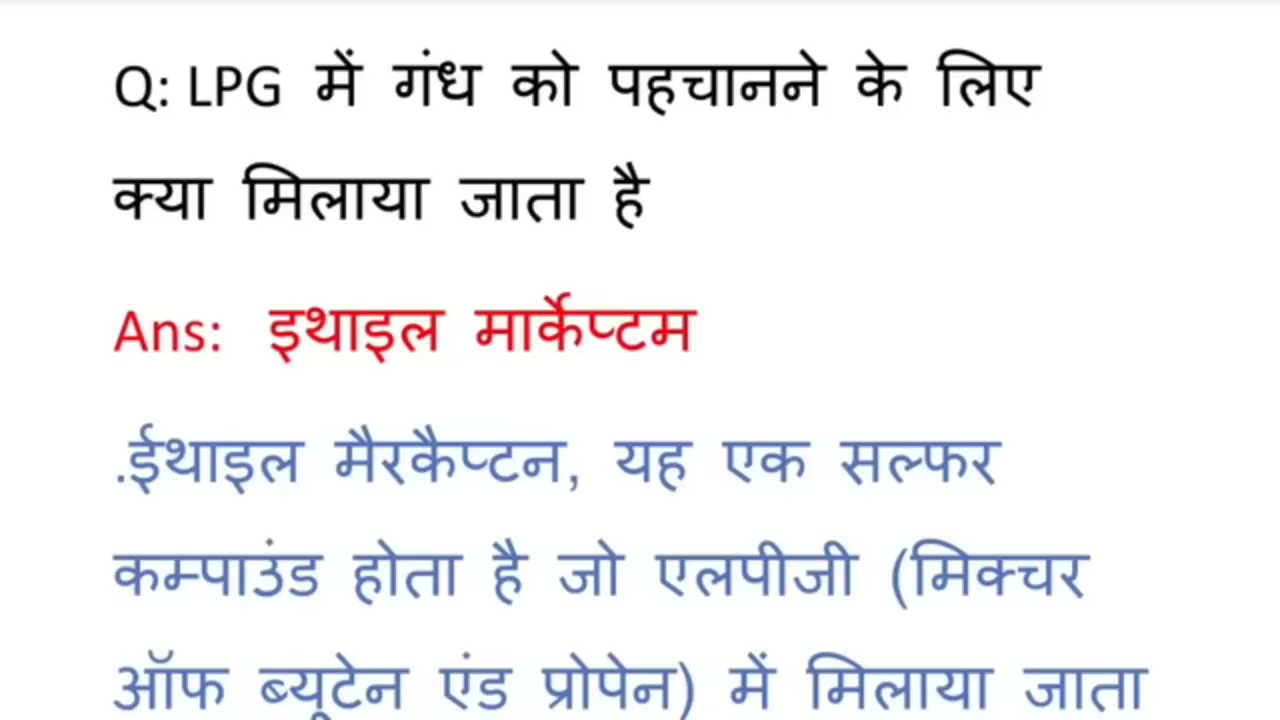 Q: LPG में गंध को पहचानने के लिए
क्या मिलाया जाता है
Ans: इथाइल मार्केप्टम
.ईथाइल मैरकैप्टन, यह एक सल्फर
कम्पाउंड होता है जो एलपीजी (मिक्चर
ऑफ ब्यूटेन एंड प्रोपेन) में मिलाया जाता